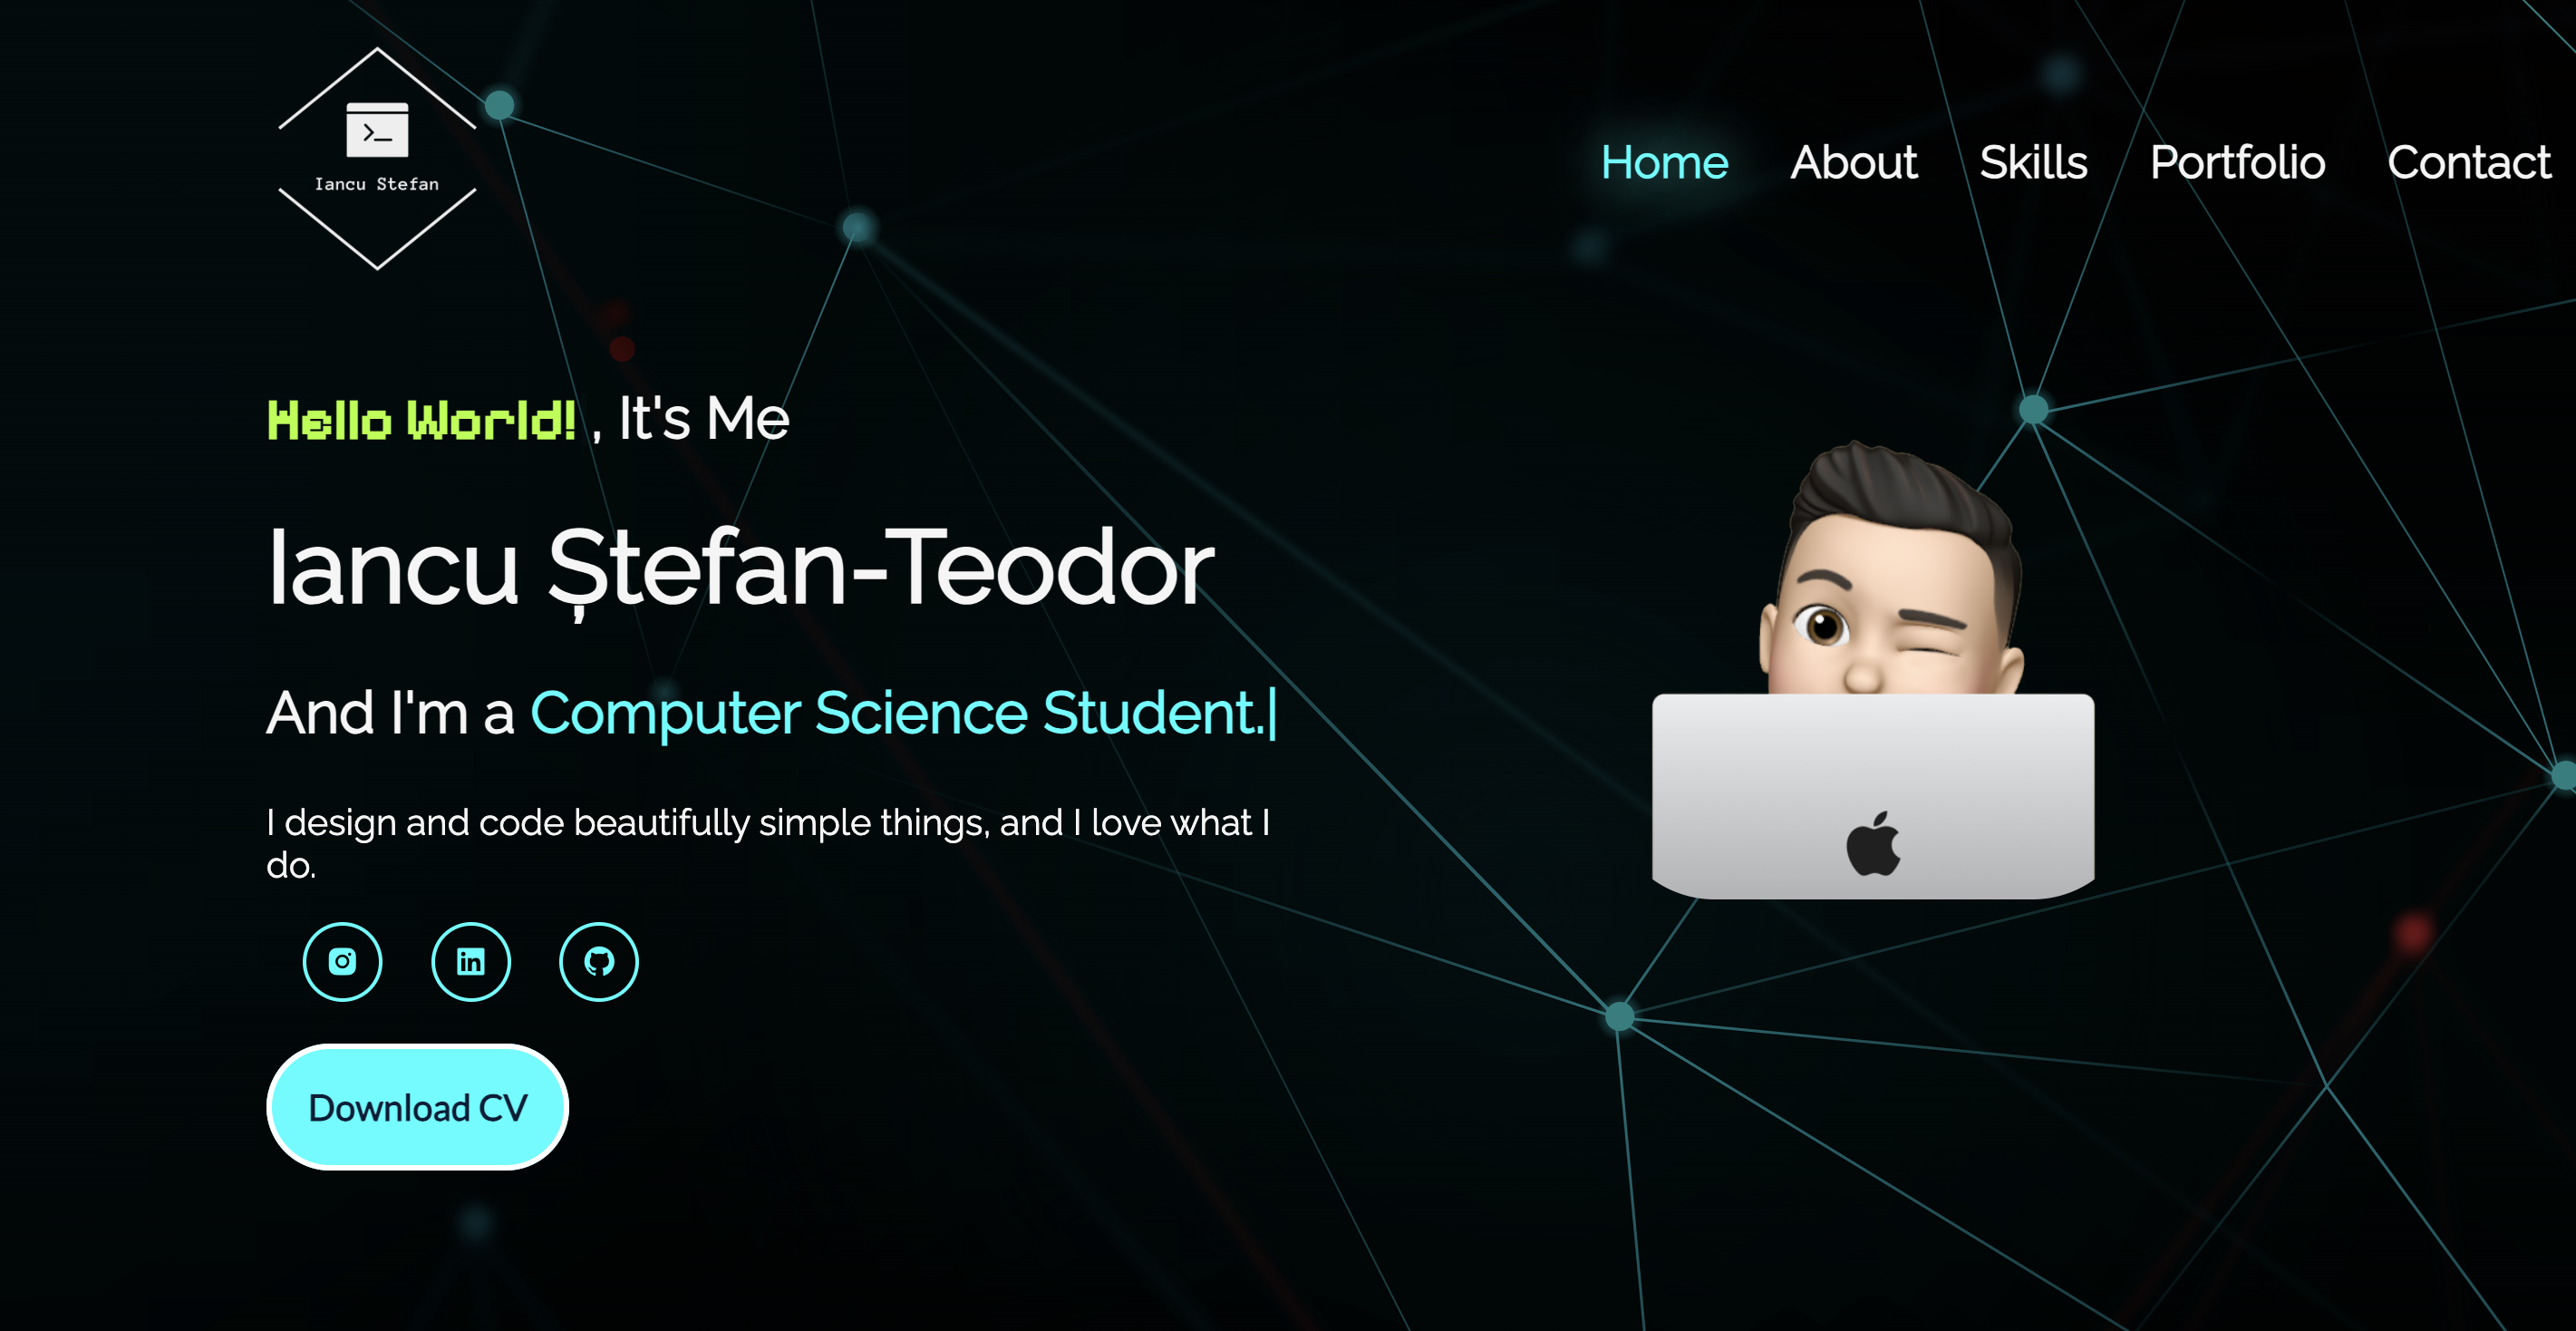 >_
Iancu Stefan
Home About Skills Portfolio Contact
Hello World! , It's Me
Iancu Ștefan-Teodor
And I'm a Computer Science Student.|
I design and code beautifully simple things, and I love what I
do.
in
Download CV